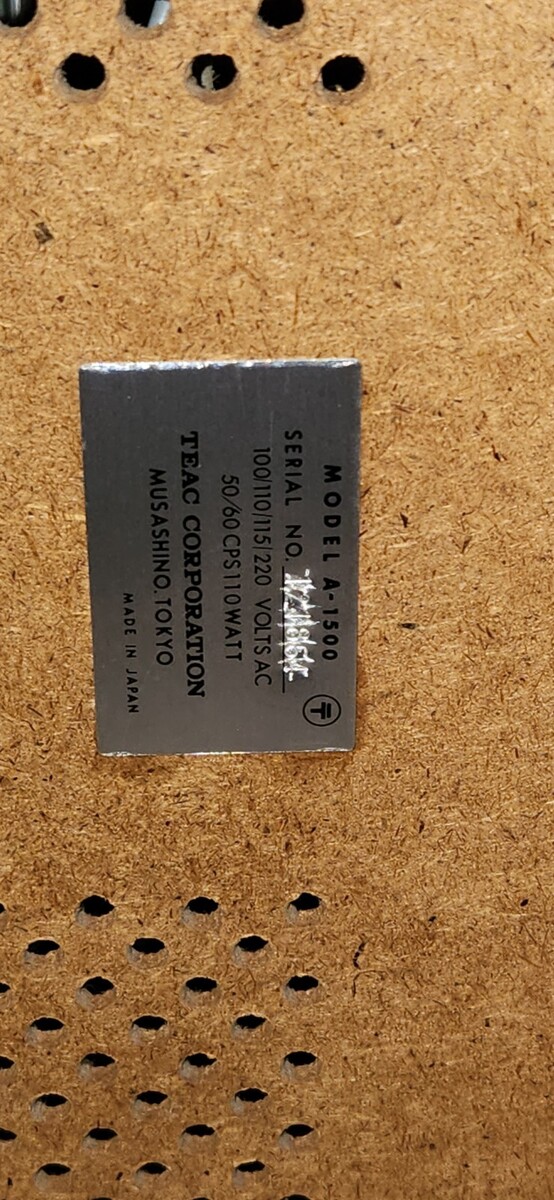 MODEL A-1500
SERIAL NO.
100/110/115/220 VOLTS AC
50/60 CPS 110 WATT
TEAC CORPORATION
MUSASHINO. TOKYO
MADE IN JAPAN